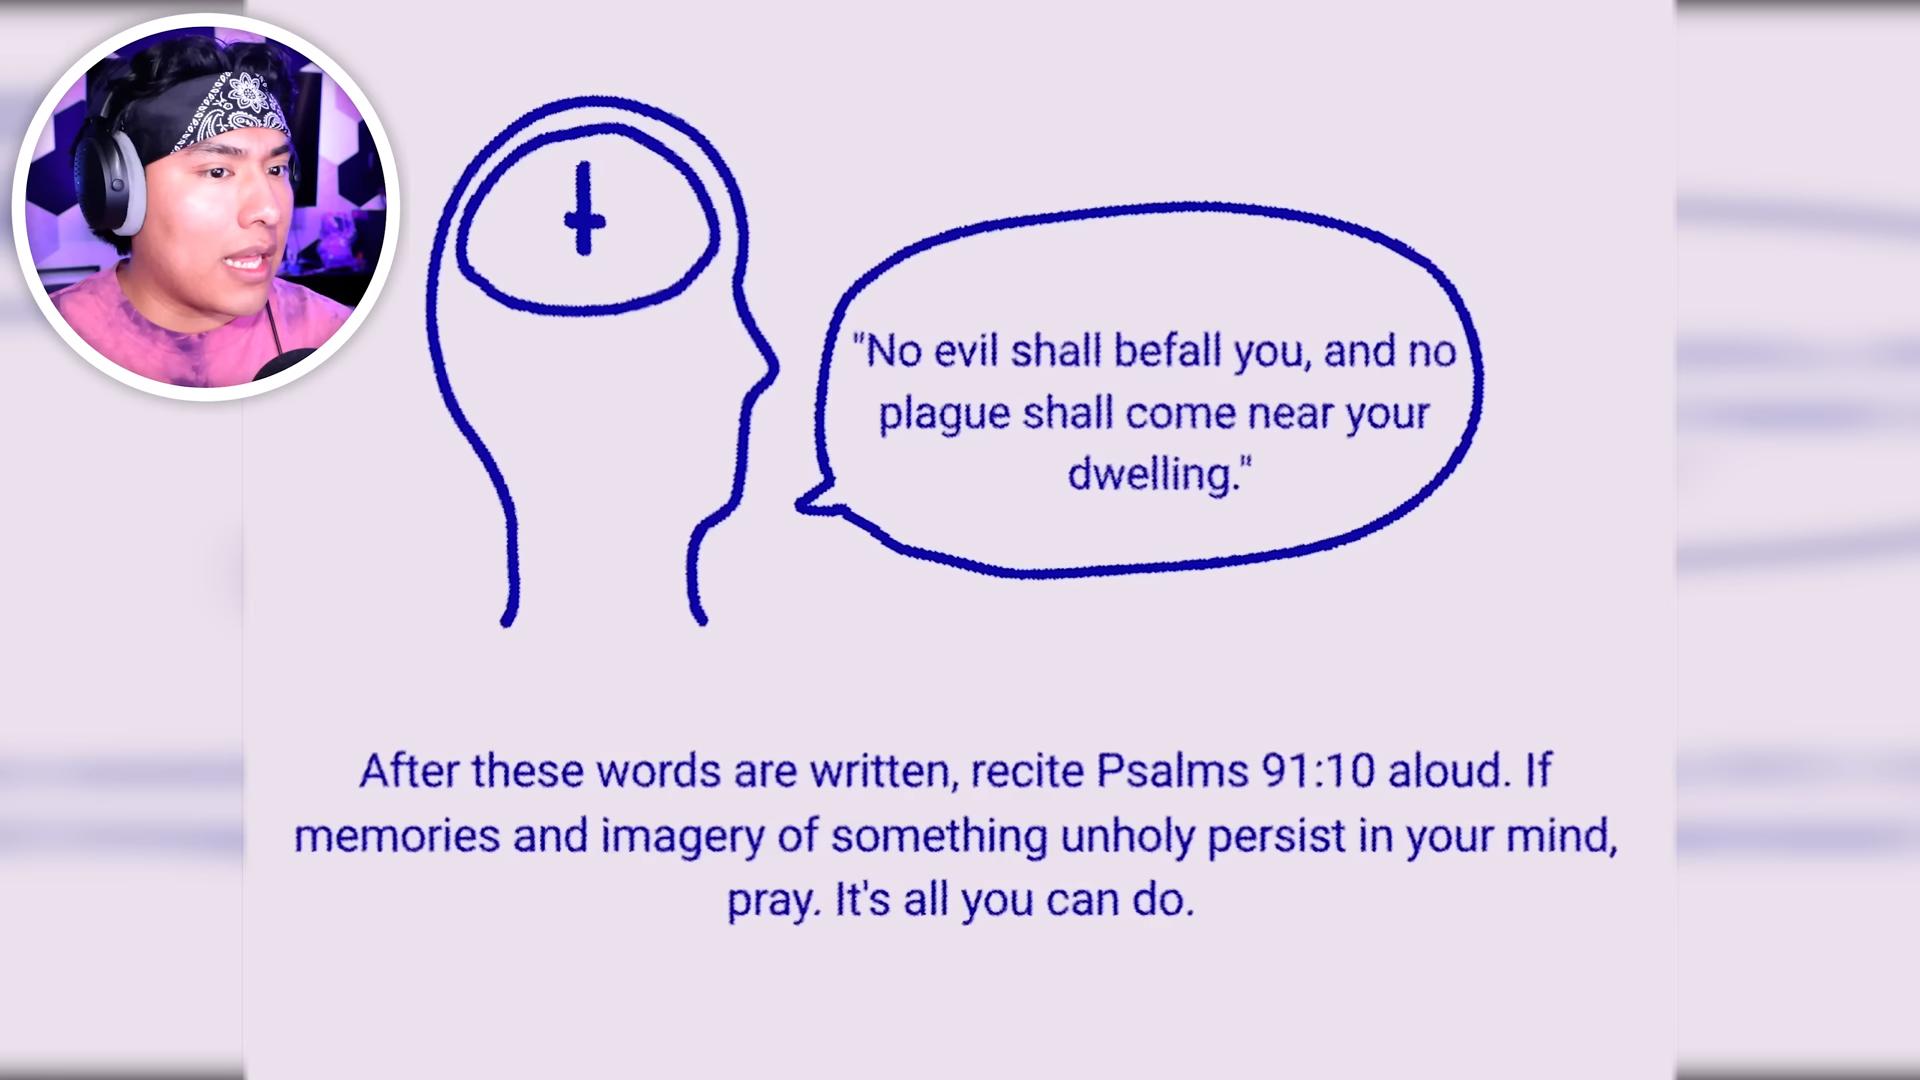 "No evil shall befall you, and no
plague shall come near your
dwelling."
After these words are written, recite Psalms 91:10 aloud. If
memories and imagery of something unholy persist in your mind,
pray. It's all you can do.